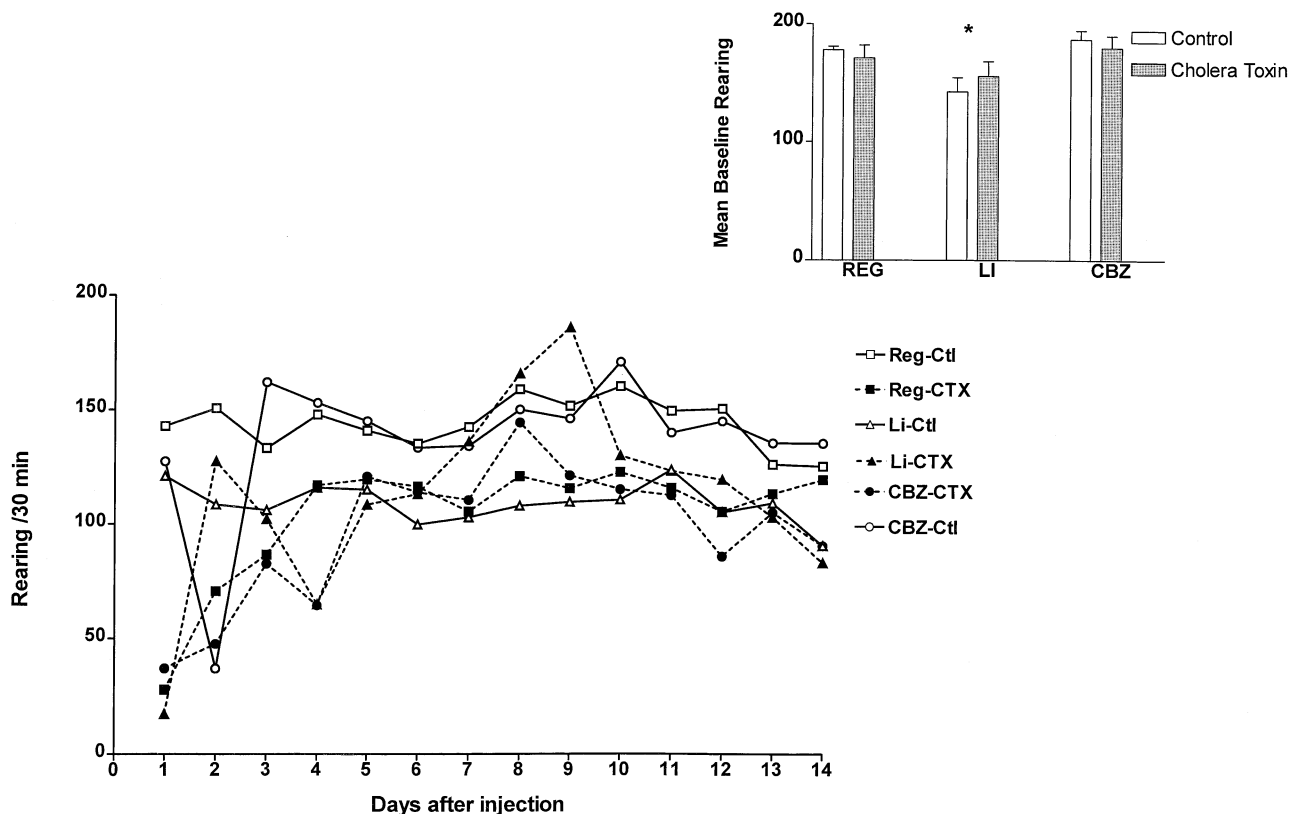 200
*
Control
Cholera Toxin
Mean Baseline Rearing
100
0
REG LI CBZ
200
150
100
50
0
Rearing /30 min
Reg-Ctl
Reg-CTX
Li-Ctl
Li-CTX
CBZ-CTX
CBZ-Ctl
0 1 2 3 4 5 6 7 8 9 10 11 12 13 14
Days after injection